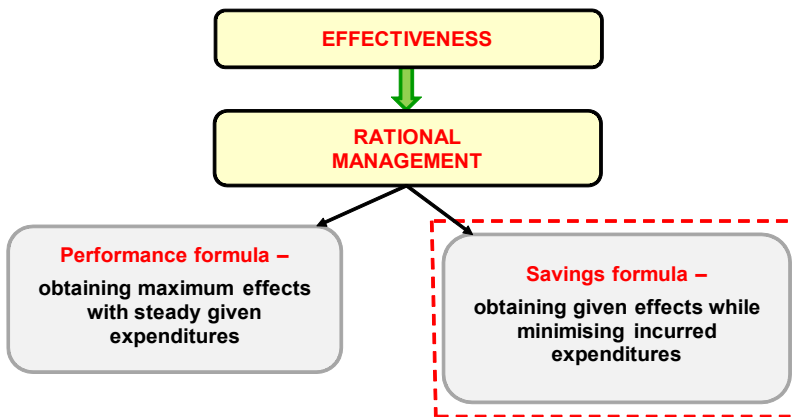 EFFECTIVENESS
RATIONAL
MANAGEMENT
Performance formula –
obtaining maximum effects
with steady given
expenditures
Savings formula –
obtaining given effects while
minimising incurred
expenditures